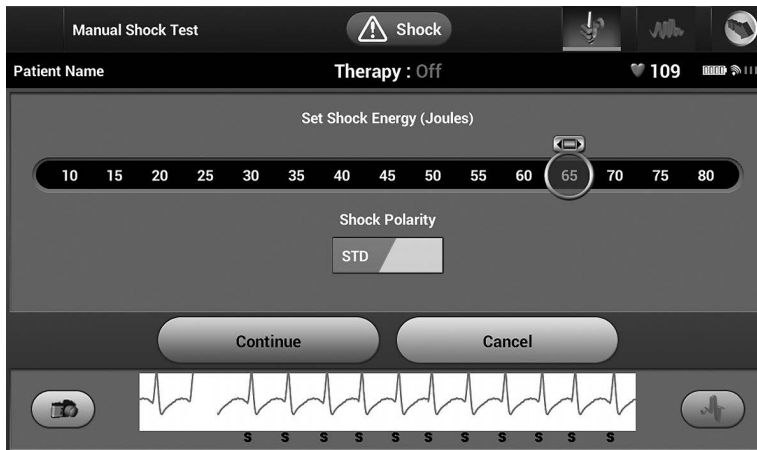 Manual Shock Test
Shock
Patient Name
Therapy : Off
109
Set Shock Energy (Joules)
10 15 20 25 30 35 40 45 50 55 60 65 70 75 80
Shock Polarity
STD
Continue Cancel
S S S S S S S S S S S